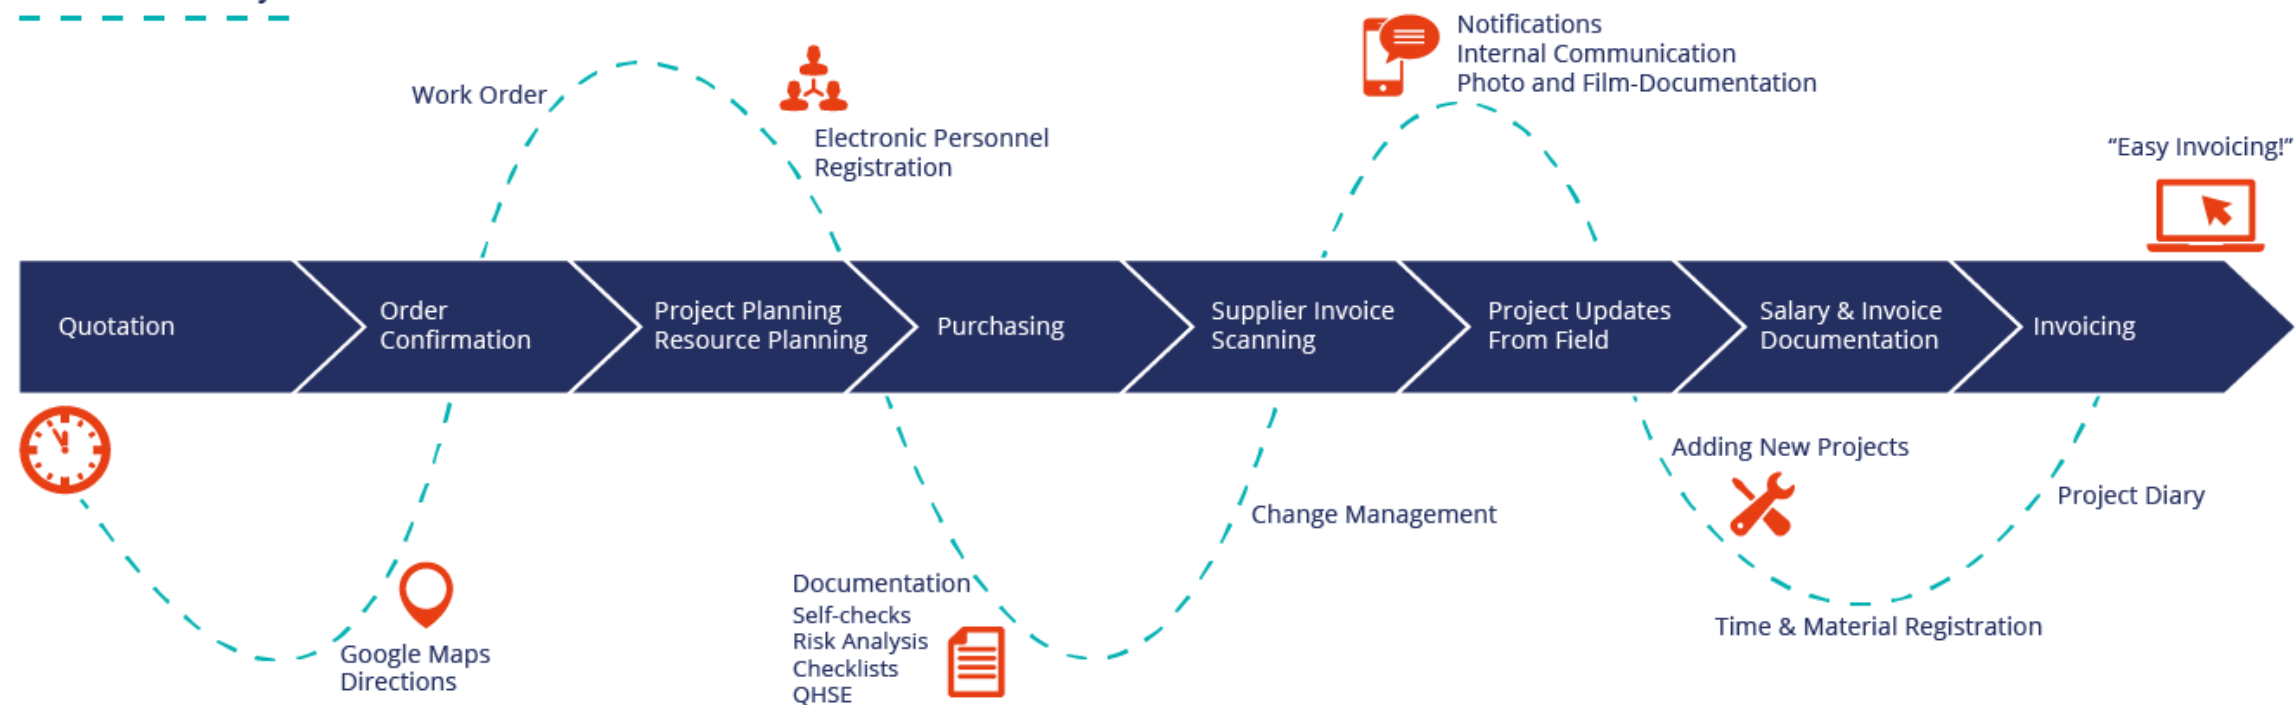 Notifications
Internal Communication
Photo and Film-Documentation
Work Order
Electronic Personnel
Registration
“Easy Invoicing!”
Quotation
Order
Confirmation
Project Planning
Resource Planning
Purchasing
Supplier Invoice
Scanning
Project Updates
From Field
Salary & Invoice
Documentation
Invoicing
Google Maps
Directions
Documentation
Self-checks
Risk Analysis
Checklists
QHSE
Change Management
Adding New Projects
Time & Material Registration
Project Diary